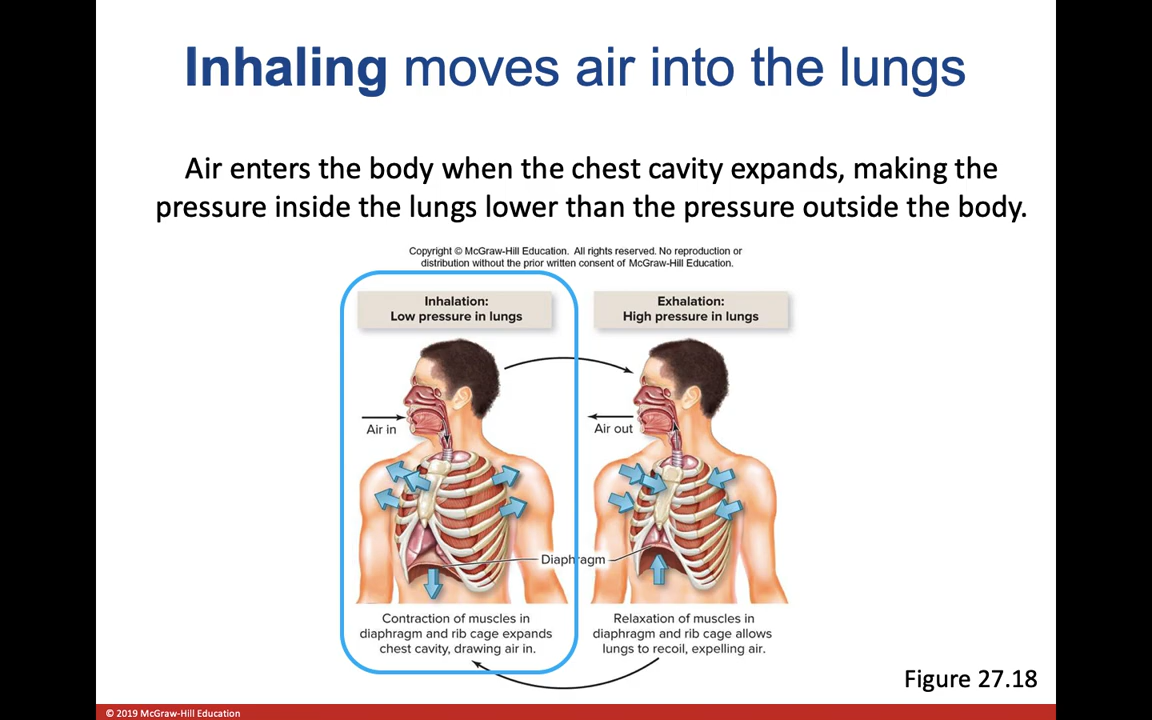 Inhaling moves air into the lungs
Air enters the body when the chest cavity expands, making the
pressure inside the lungs lower than the pressure outside the body.
Copyright © McGraw-Hill Education. All rights reserved. No reproduction or
distribution without the prior written consent of McGraw-Hill Education.
Inhalation:
Low pressure in lungs
Exhalation:
High pressure in lungs
Air in
Air out
Diaphragm
Contraction of muscles in
diaphragm and rib cage expands
chest cavity, drawing air in.
Relaxation of muscles in
diaphragm and rib cage allows
lungs to recoil, expelling air.
Figure 27.18
© 2019 McGraw-Hill Education